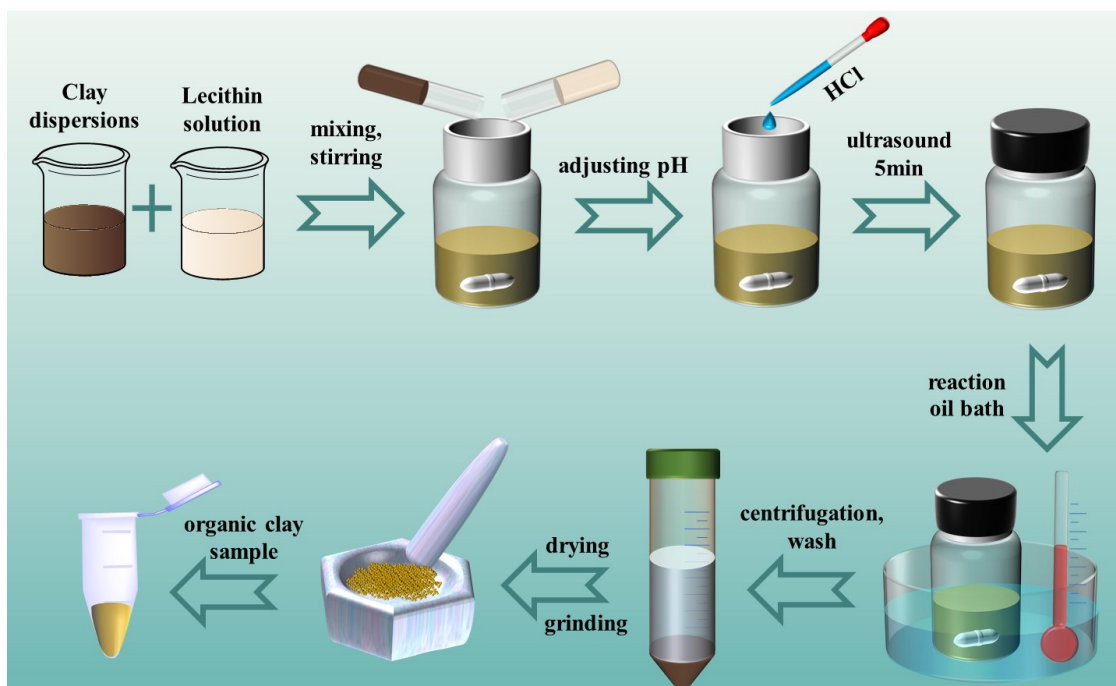 Clay
dispersions
Lecithin
solution
mixing,
stirring
adjusting pH
HCl
ultrasound
5min
reaction
oil bath
centrifugation,
wash
drying
grinding
organic clay
sample